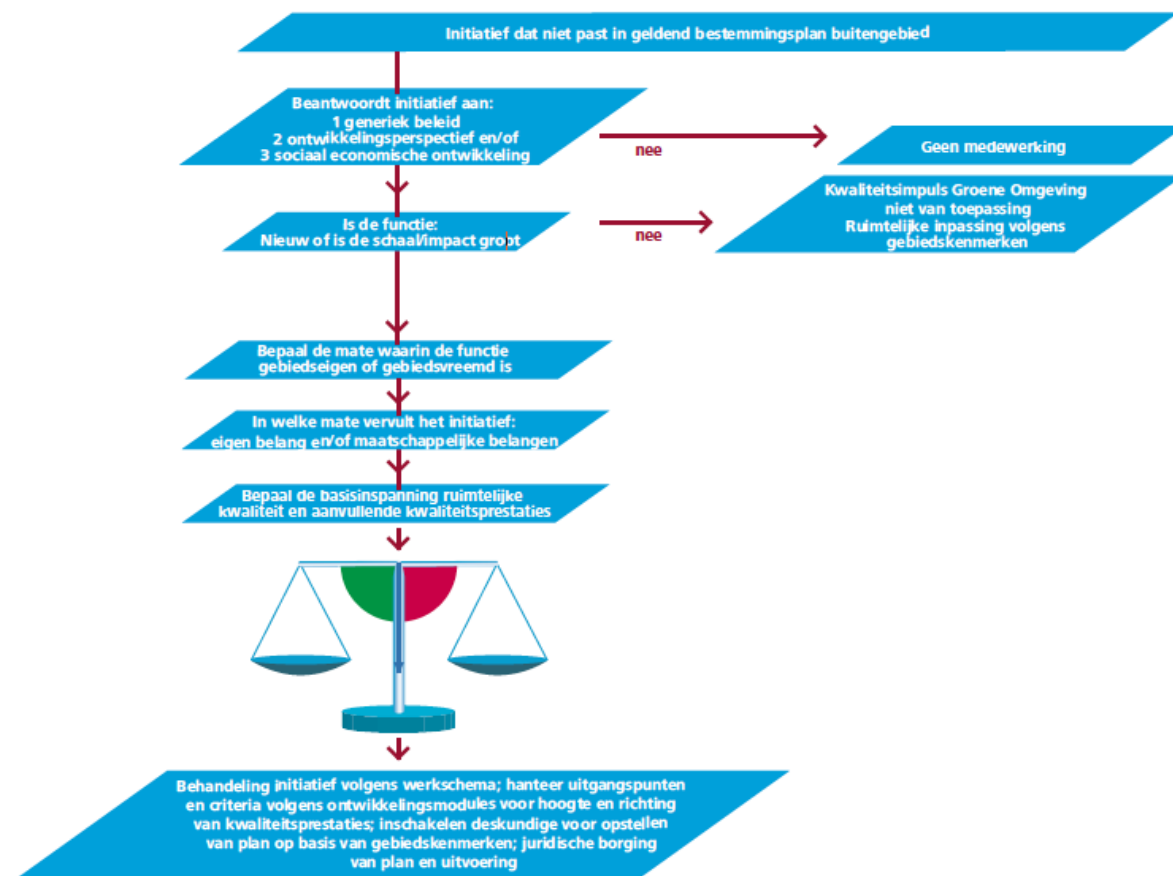 Initiatief dat niet past in geldend bestemmingsplan buitengebied
Beantwoordt initiatief aan:
1 generiek beleid
2 ontwikkelingsperspectief en/of
3 sociaal economische ontwikkeling
nee
Geen medewerking
Is de functie:
Nieuw of is de schaal/impact groot
nee
Kwaliteitsimpuls Groene Omgeving
niet van toepassing
Ruimtelijke inpassing volgens
gebiedskenmerken
Bepaal de mate waarin de functie
gebiedseigen of gebiedsvreemd is
In welke mate vervult het initiatief:
eigen belang en/of maatschappelijke belangen
Bepaal de basisinspanning ruimtelijke
kwaliteit en aanvullende kwaliteitsprestaties
Behandeling initiatief volgens werkschema; hanteer uitgangspunten
en criteria volgens ontwikkelingsmodules voor hoogte en richting
van kwaliteitsprestaties; inschakelen deskundige voor opstellen
van plan op basis van gebiedskenmerken; juridische borging
van plan en uitvoering